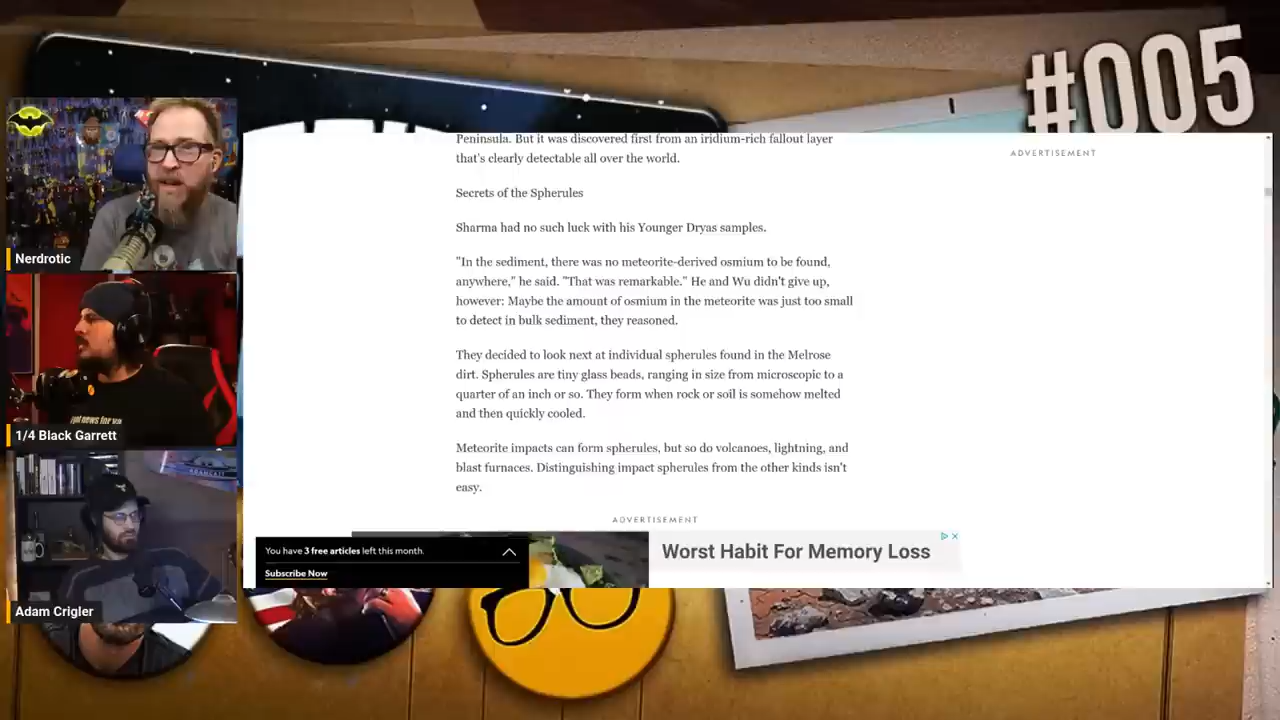 #005
Peninsula. But it was discovered first from an iridium-rich fallout layer
that's clearly detectable all over the world.
ADVERTISEMENT
Secrets of the Spherules
Sharma had no such luck with his Younger Dryas samples.
"In the sediment, there was no meteorite-derived osmium to be found,
anywhere," he said. "That was remarkable." He and Wu didn't give up,
however: Maybe the amount of osmium in the meteorite was just too small
to detect in bulk sediment, they reasoned.
They decided to look next at individual spherules found in the Melrose
dirt. Spherules are tiny glass beads, ranging in size from microscopic to a
quarter of an inch or so. They form when rock or soil is somehow melted
and then quickly cooled.
Meteorite impacts can form spherules, but so do volcanoes, lightning, and
blast furnaces. Distinguishing impact spherules from the other kinds isn't
easy.
ADVERTISEMENT
You have 3 free articles left this month.
Subscribe Now
Worst Habit For Memory Loss
Nerdrotic
1/4 Black Garrett
Adam Crigler